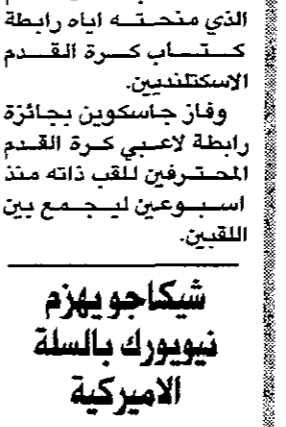 الذي منحته اياه رابطة
كتاب كرة القدم
الاسكتلنديين.
وفاز جاسكوين بجائزة
رابطة لاعبي كرة القدم
المحترفين للقب ذاته منذ
اسبوعين ليجمع بين
اللقبين.
شيكاجو يهزم
نيويورك بالسلة
الاميركية